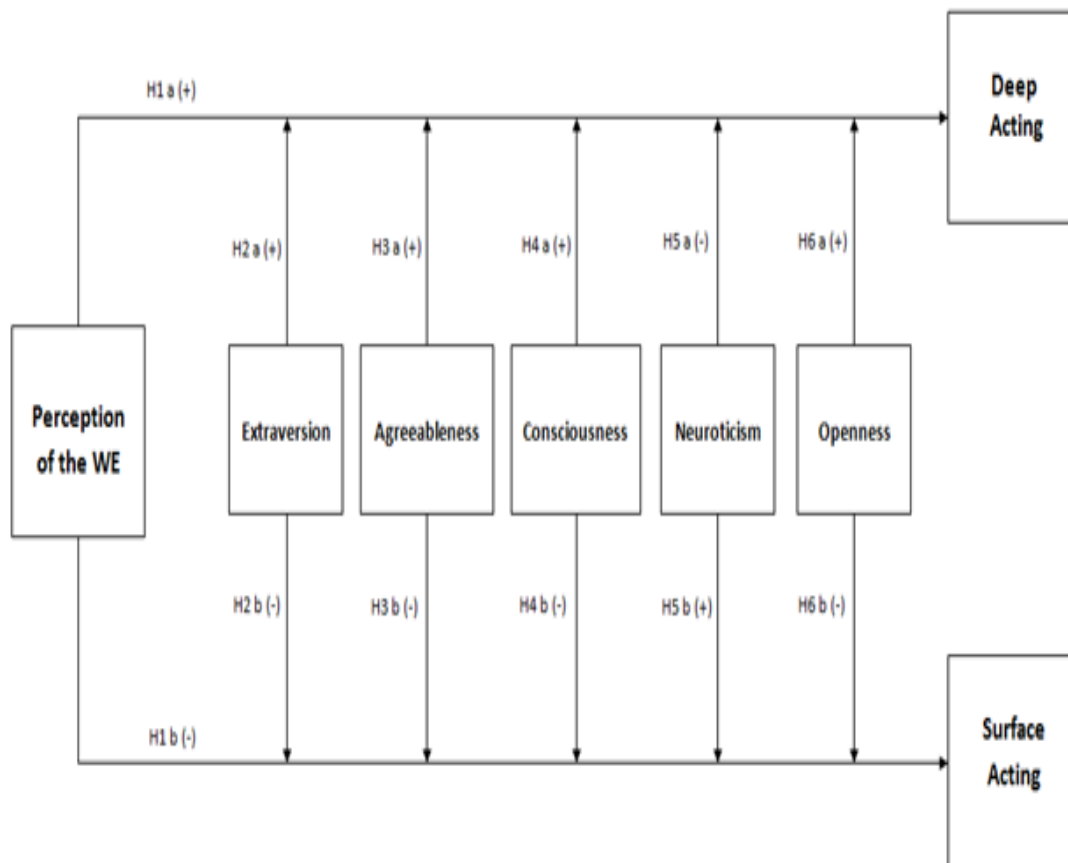 Deep
Acting
H1 a (+)
H2 a (+)
H3 a (+)
H4 a (+)
H5 a (-)
H6 a (+)
Perception
of the WE
Extraversion
Agreeableness
Consciousness
Neuroticism
Openness
H2 b (-)
H3 b (-)
H4 b (-)
H5 b (+)
H6 b (-)
H1 b (-)
Surface
Acting